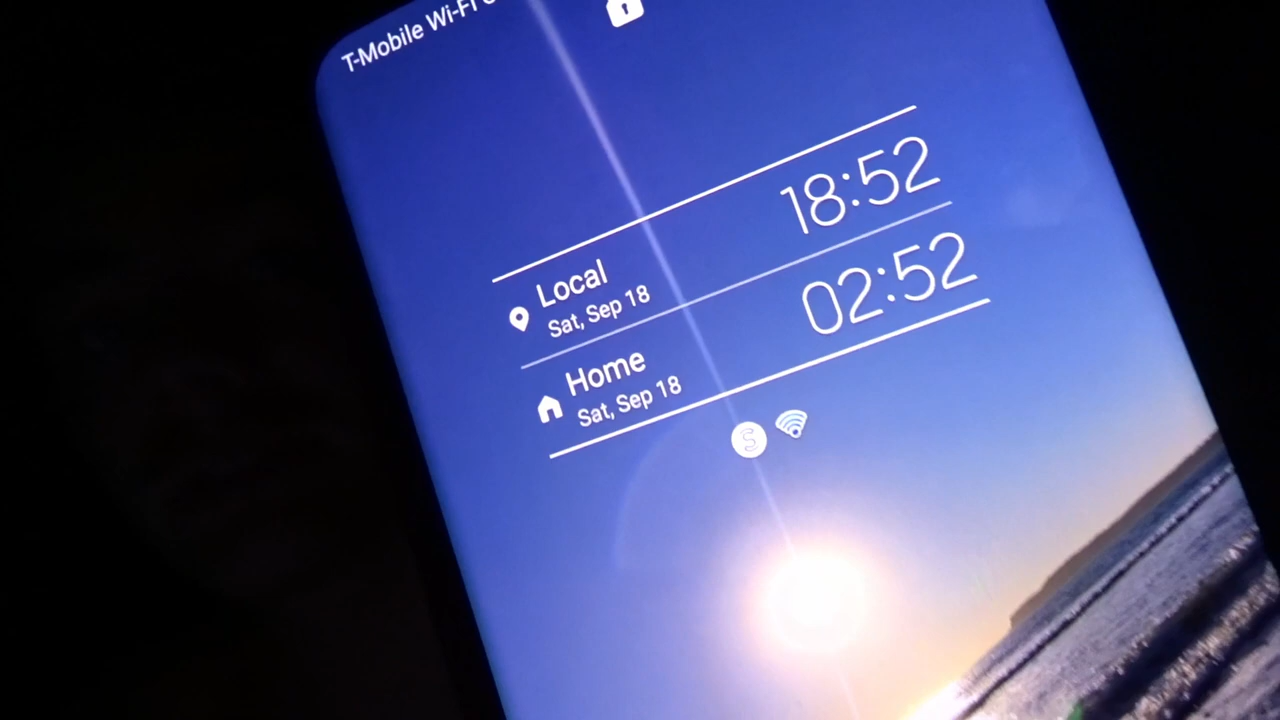 T-Mobile Wi-Fi
18:52
Local
Sat, Sep 18
02:52
Home
Sat, Sep 18
S